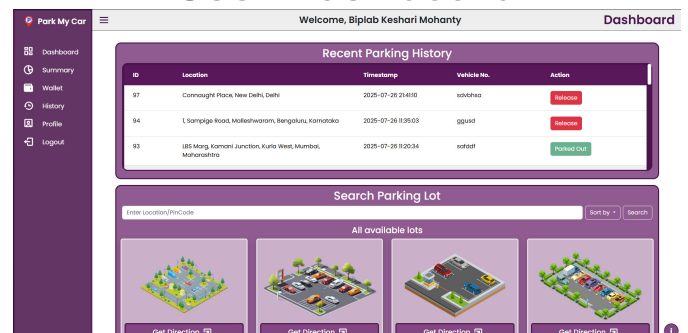 Park My Car
Welcome, Biplab Keshari Mohanty
Dashboard
Dashboard
Summary
Wallet
History
Profile
Logout
Recent Parking History
ID Location Timestamp Vehicle No. Action
97 Connaught Place, New Delhi, Delhi 2025-07-26 21:41:10 sdvbhsa Release
94 1, Sampige Road, Malleshwaram, Bengaluru, Karnataka 2025-07-26 11:35:03 ggusd Release
93 LBS Marg, Kamani Junction, Kurla West, Mumbai, 2025-07-26 11:20:34 safddf Parked Out
Maharashtra
Search Parking Lot
Enter Location/PinCode Sort by Search
All available lots
Get Direction Get Direction Get Direction Get Direction